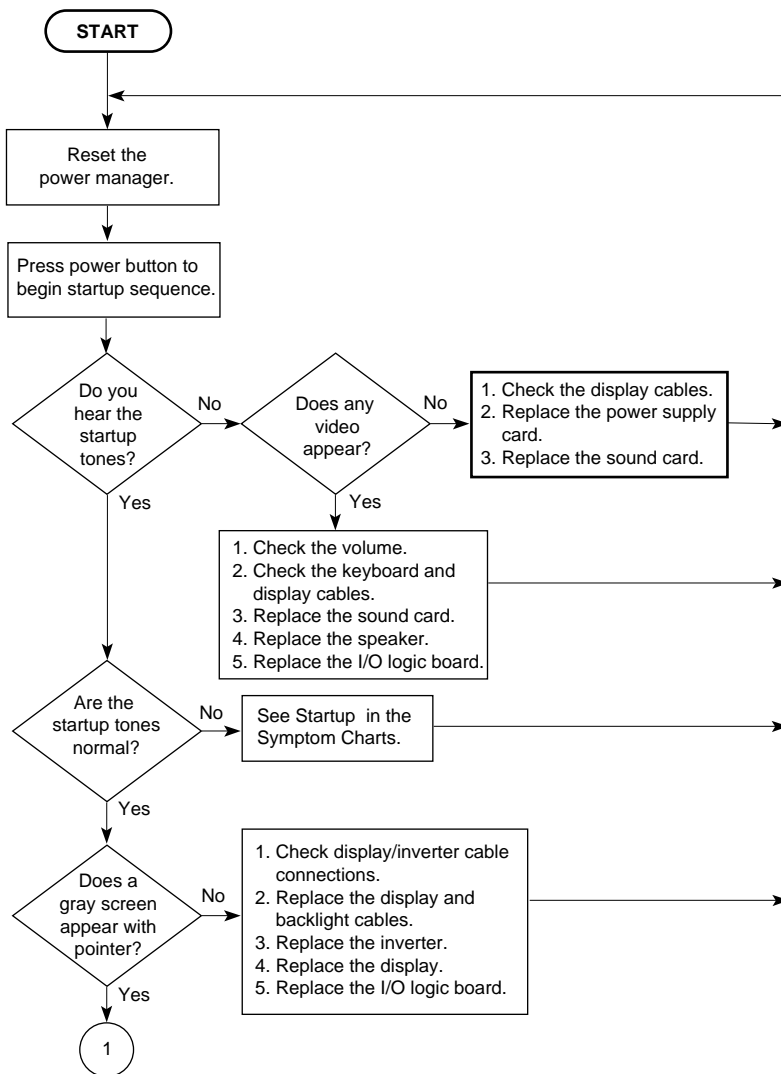 START
Reset the
power manager.
Press power button to
begin startup sequence.
Do you
hear the
startup
tones?
No
Yes
Does any
video
appear?
No
Yes
1. Check the display cables.
2. Replace the power supply
card.
3. Replace the sound card.
1. Check the volume.
2. Check the keyboard and
display cables.
3. Replace the sound card.
4. Replace the speaker.
5. Replace the I/O logic board.
Are the
startup tones
normal?
No
Yes
See Startup in the
Symptom Charts.
Does a
gray screen
appear with
pointer?
No
Yes
1. Check display/inverter cable
connections.
2. Replace the display and
backlight cables.
3. Replace the inverter.
4. Replace the display.
5. Replace the I/O logic board.
1